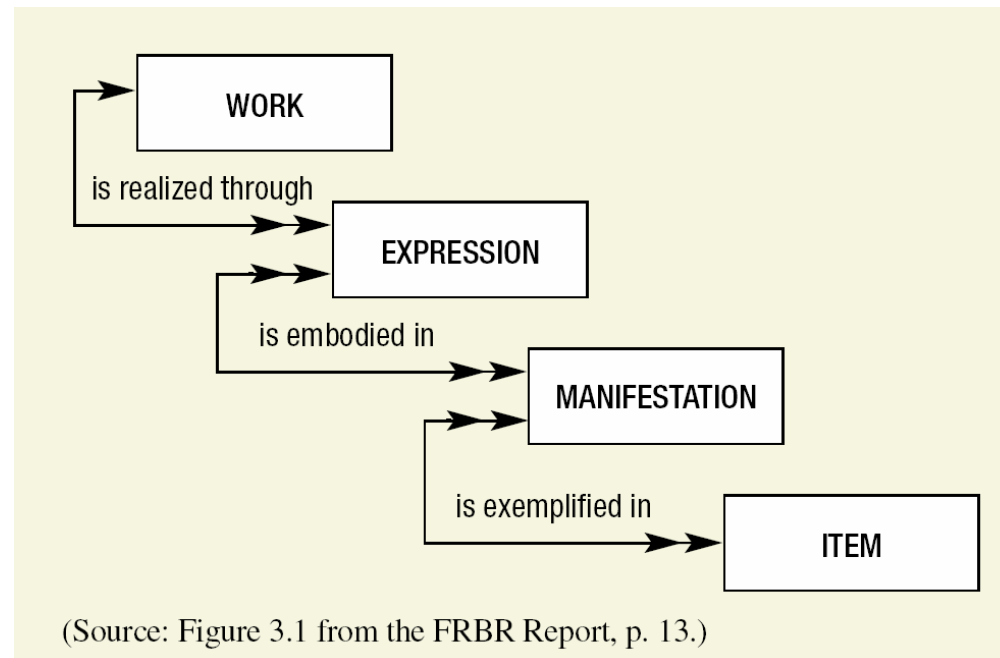 WORK
is realized through
EXPRESSION
is embodied in
MANIFESTATION
is exemplified in
ITEM
(Source: Figure 3.1 from the FRBR Report, p. 13.)